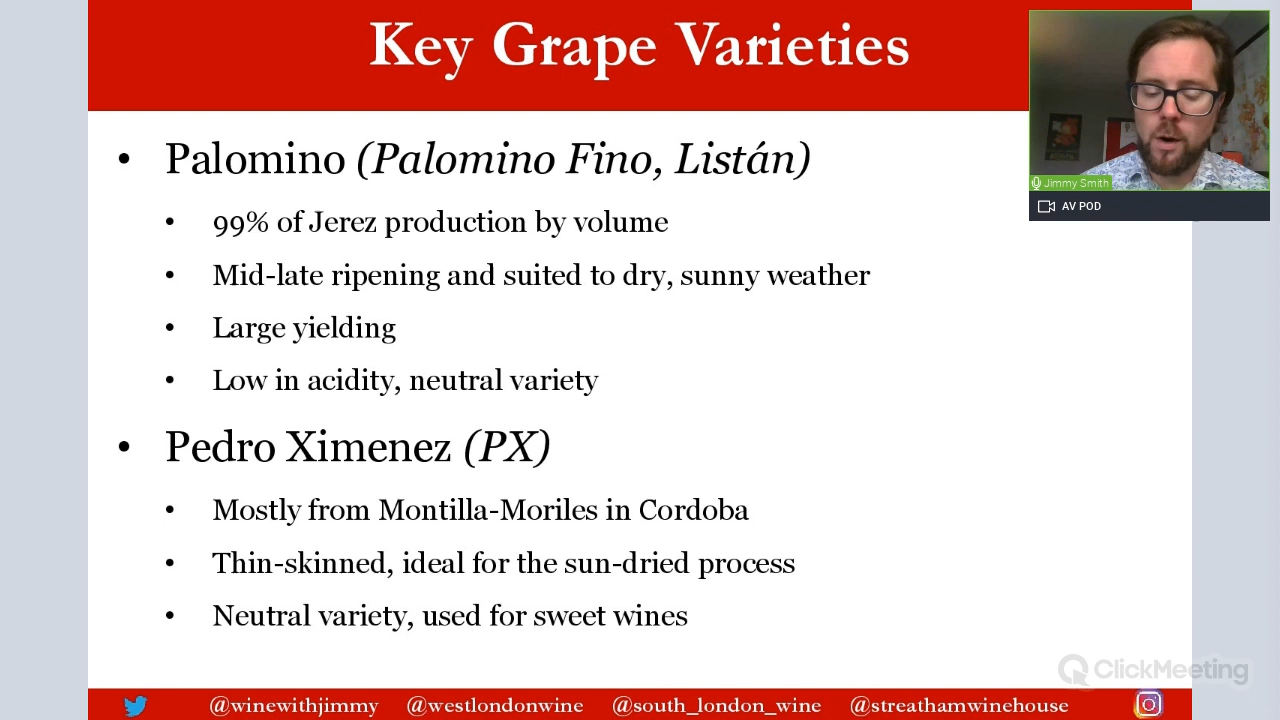 Key Grape Varieties
Jimmy Smith
AV POD
• Palomino (Palomino Fino, Listán)
• 99% of Jerez production by volume
• Mid-late ripening and suited to dry, sunny weather
• Large yielding
• Low in acidity, neutral variety
• Pedro Ximenez (PX)
• Mostly from Montilla-Moriles in Cordoba
• Thin-skinned, ideal for the sun-dried process
• Neutral variety, used for sweet wines
ClickMeeting
@winewithjimmy @westlondonwine @south_london_wine @streathamwinehouse